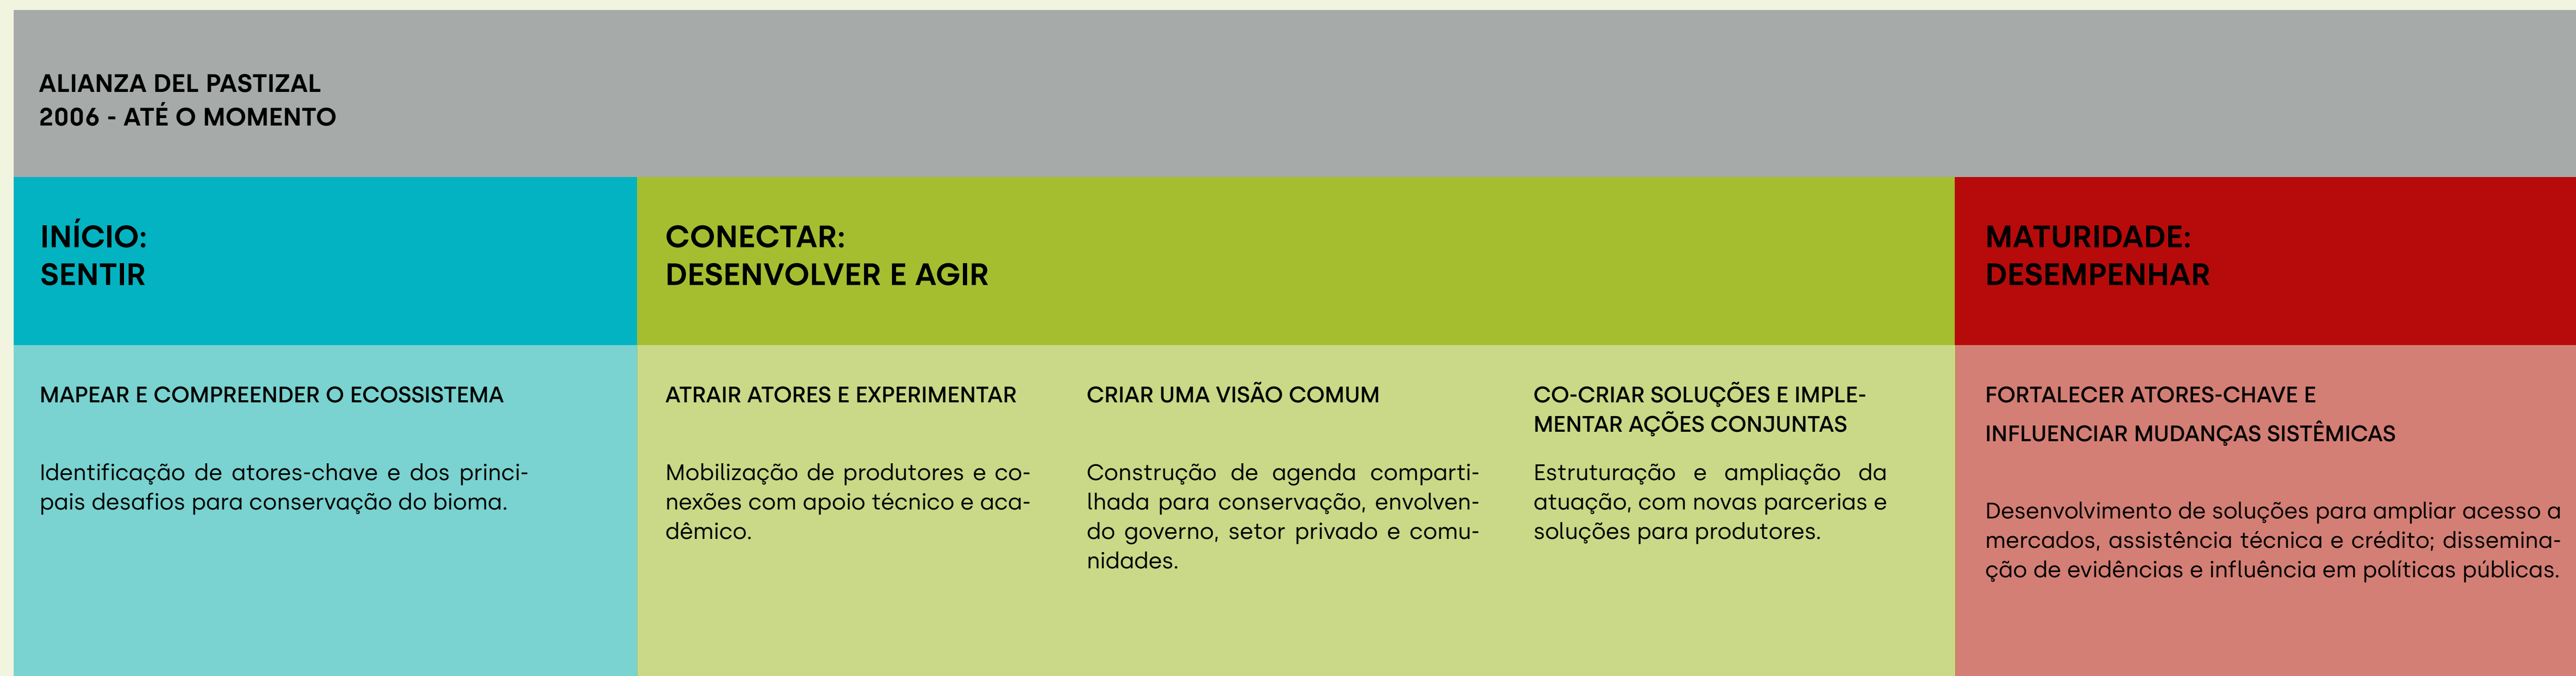 ALIANZA DEL PASTIZAL
2006 - ATÉ O MOMENTO
INÍCIO:
SENTIR
CONECTAR:
DESENVOLVER E AGIR
MATURIDADE:
DESEMPENHAR
MAPEAR E COMPREENDER O ECOSSISTEMA
Identificação de atores-chave e dos princi-
pais desafios para conservação do bioma.
ATRAIR ATORES E EXPERIMENTAR
Mobilização de produtores e co-
nexões com apoio técnico e aca-
dêmico.
CRIAR UMA VISÃO COMUM
Construção de agenda comparti-
lhada para conservação, envolven-
do governo, setor privado e comu-
nidades.
CO-CRIAR SOLUÇÕES E IMPLE-
MENTAR AÇÕES CONJUNTAS
Estruturação e ampliação da
atuação, com novas parcerias e
soluções para produtores.
FORTALECER ATORES-CHAVE E
INFLUENCIAR MUDANÇAS SISTÊMICAS
Desenvolvimento de soluções para ampliar acesso a
mercados, assistência técnica e crédito; dissemina-
ção de evidências e influência em políticas públicas.